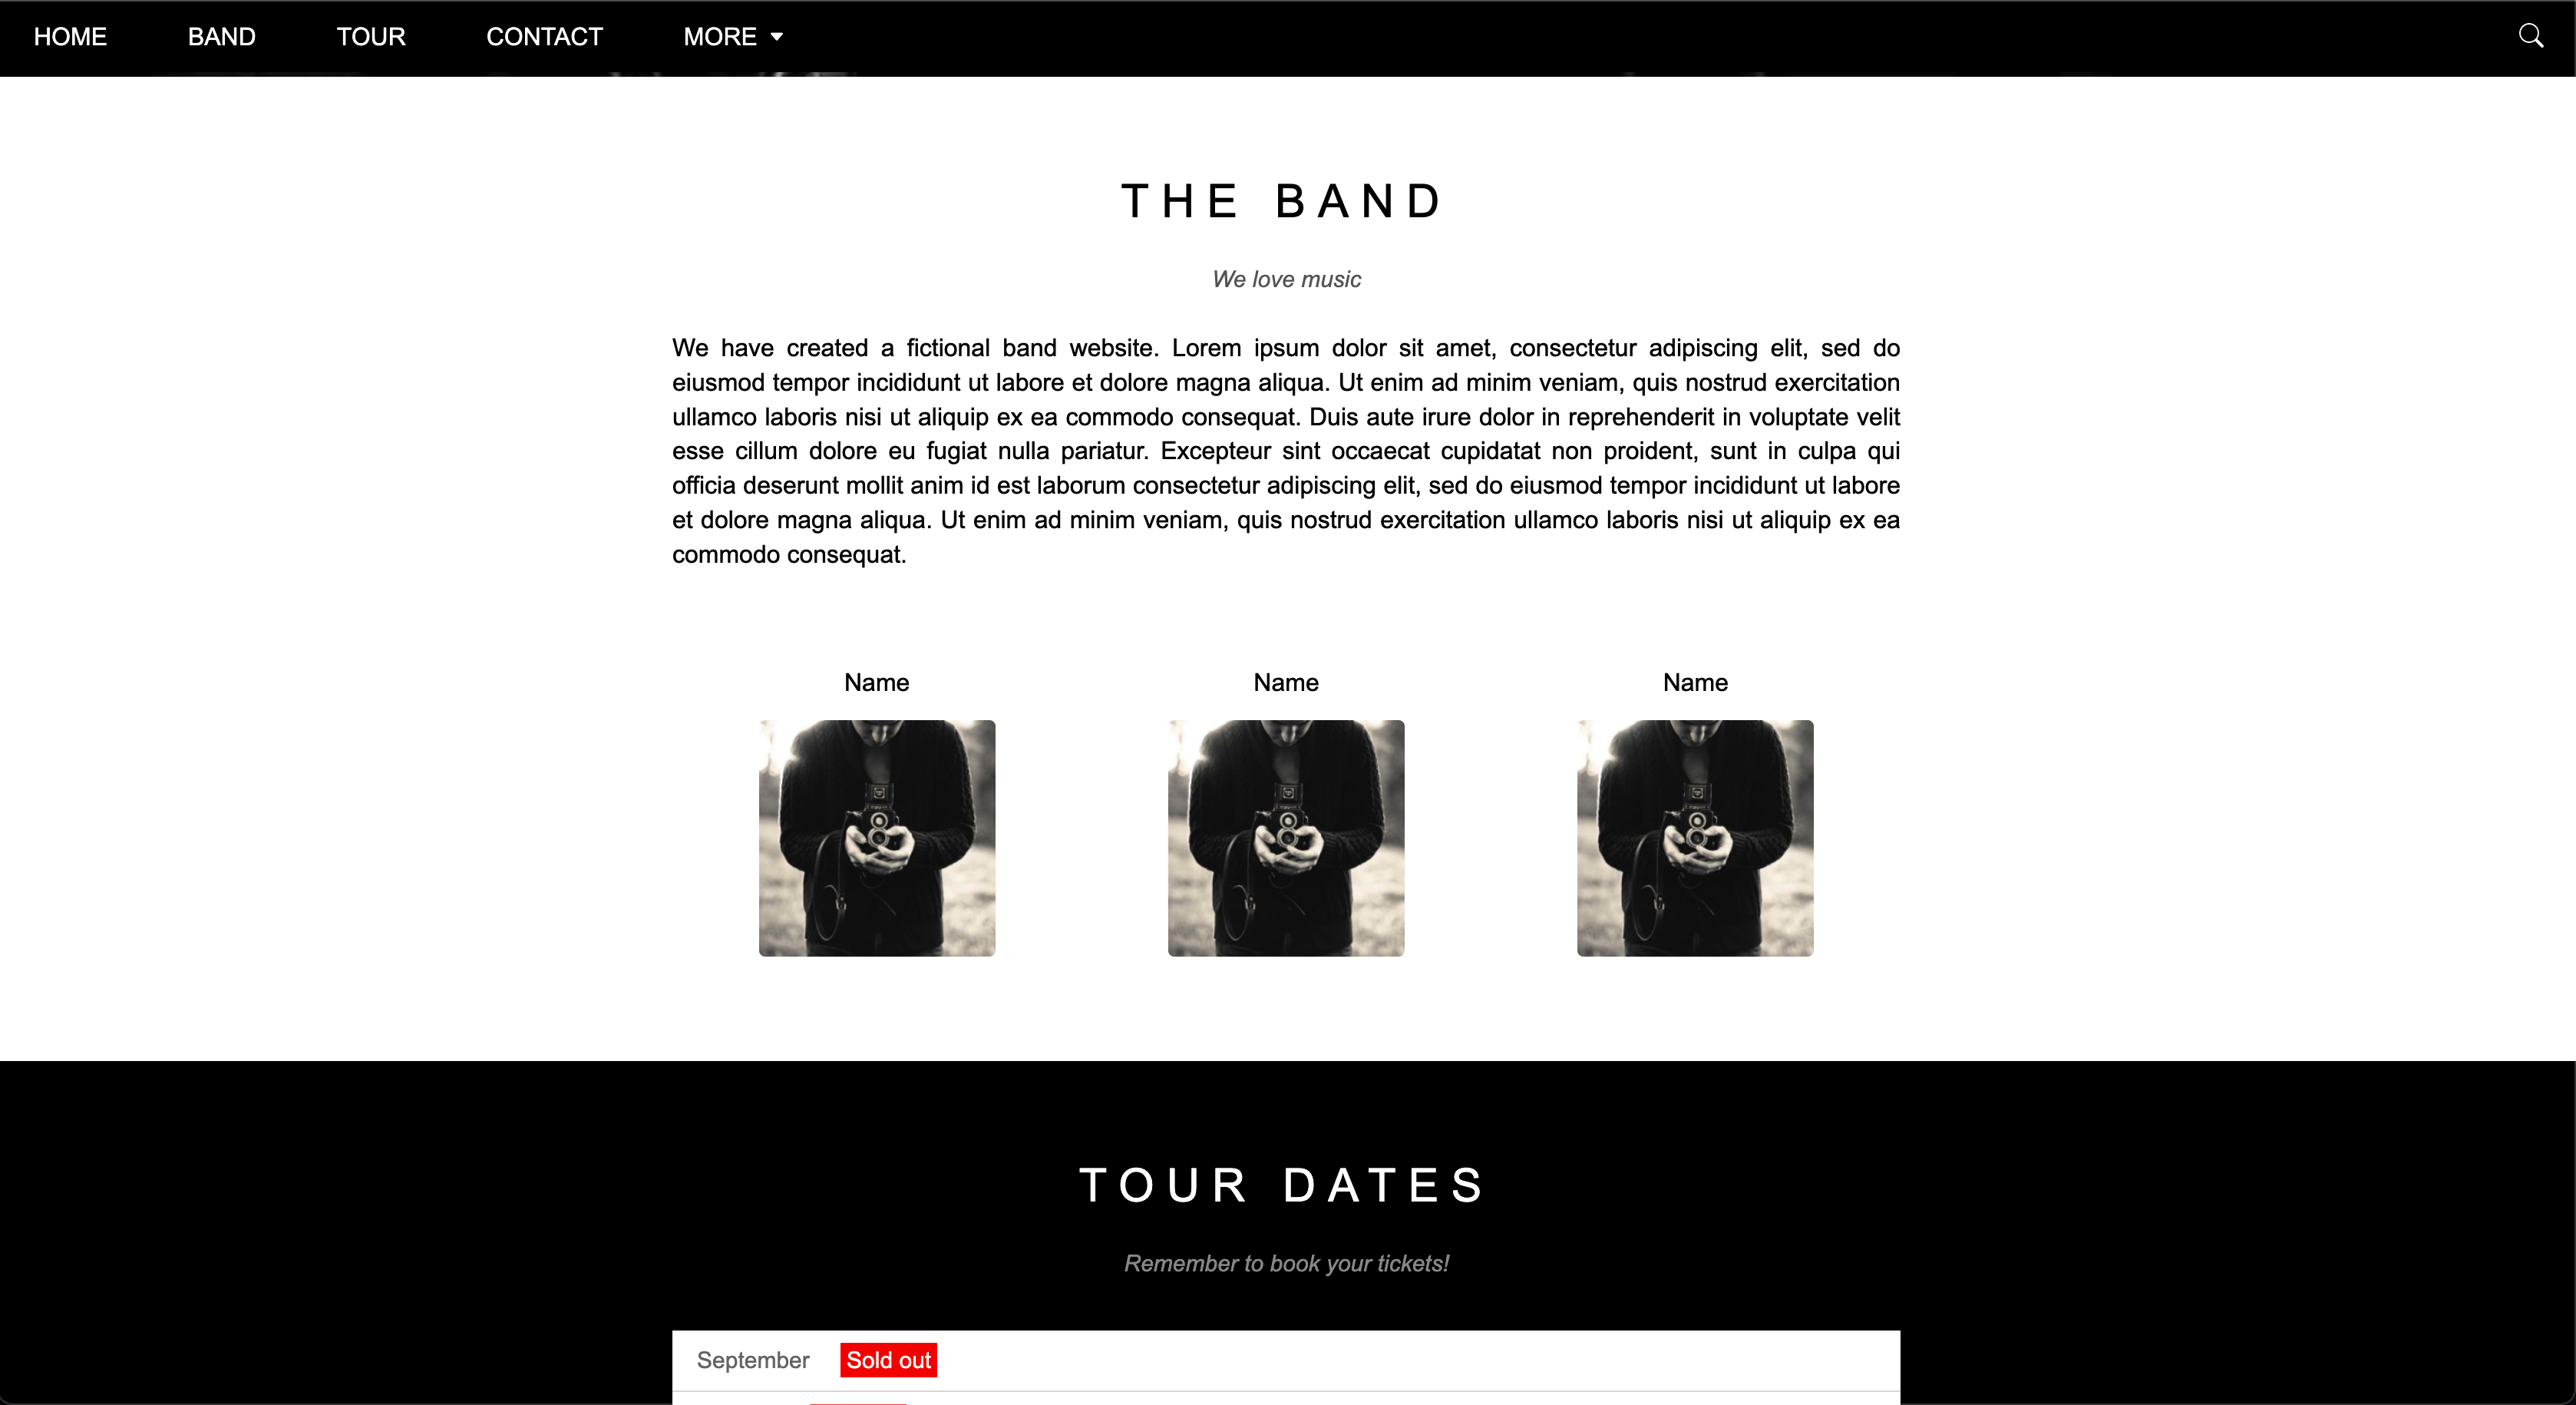 HOME BAND TOUR CONTACT MORE
THE BAND
We love music
We have created a fictional band website. Lorem ipsum dolor sit amet, consectetur adipiscing elit, sed do
eiusmod tempor incididunt ut labore et dolore magna aliqua. Ut enim ad minim veniam, quis nostrud exercitation
ullamco laboris nisi ut aliquip ex ea commodo consequat. Duis aute irure dolor in reprehenderit in voluptate velit
esse cillum dolore eu fugiat nulla pariatur. Excepteur sint occaecat cupidatat non proident, sunt in culpa qui
officia deserunt mollit anim id est laborum consectetur adipiscing elit, sed do eiusmod tempor incididunt ut labore
et dolore magna aliqua. Ut enim ad minim veniam, quis nostrud exercitation ullamco laboris nisi ut aliquip ex ea
commodo consequat.
Name Name Name
TOUR DATES
Remember to book your tickets!
September Sold out